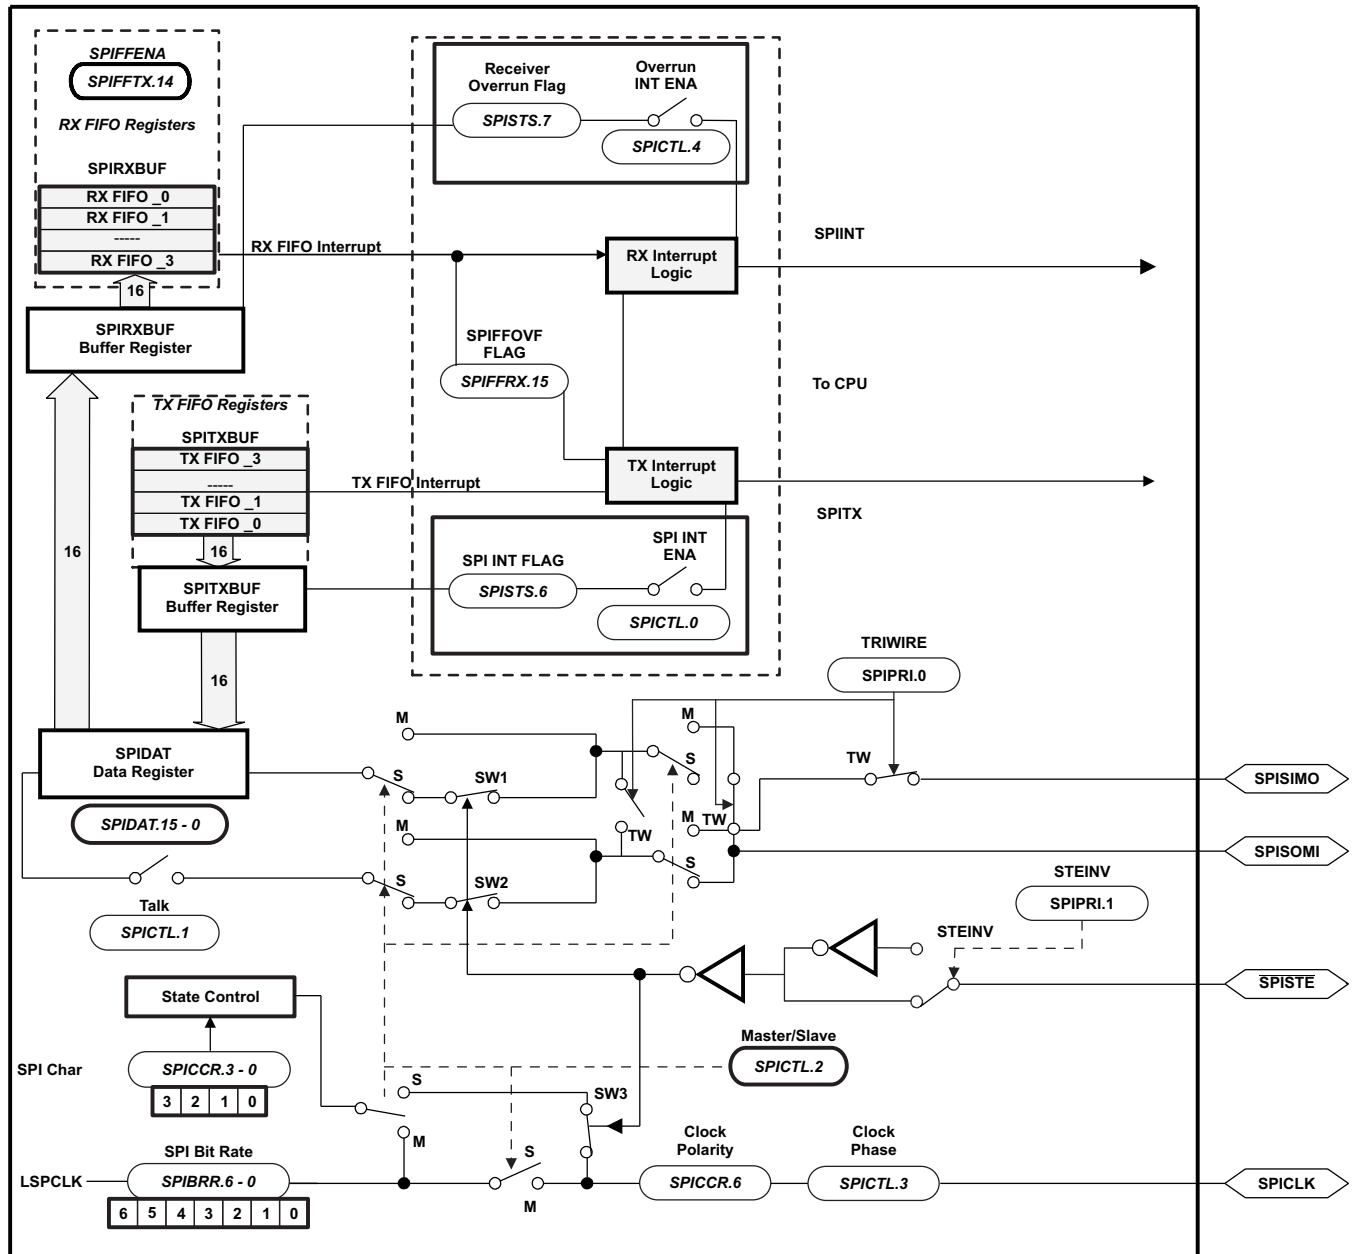 SPIFFENA
SPIFFTX.14
RX FIFO Registers
SPIRXBUF
RX FIFO _0
RX FIFO _1
-----
RX FIFO _3
16
SPIRXBUF
Buffer Register
Receiver
Overrun Flag
SPISTS.7
Overrun
INT ENA
SPICTL.4
RX FIFO Interrupt
RX Interrupt
Logic
SPIINT
SPIFFOVF
FLAG
SPIFFRX.15
To CPU
TX FIFO Registers
SPITXBUF
TX FIFO _3
-----
TX FIFO _1
TX FIFO _0
16
16
TX FIFO Interrupt
TX Interrupt
Logic
SPITX
SPITXBUF
Buffer Register
SPI INT FLAG
SPISTS.6
SPI INT
ENA
SPICTL.0
16
TRIWIRE
SPIPRI.0
SPIDAT
Data Register
SPIDAT.15 - 0
M
S
SW1
M
S
SW2
TW
M
S
M
TW
S
TW
SPISIMO
SPISOMI
Talk
SPICTL.1
STEINV
SPIPRI.1
STEINV
SPISTE
State Control
SPI Char
SPICCR.3 - 0
3 2 1 0
Master/Slave
SPICTL.2
S
M
SW3
SPI Bit Rate
LSPCLK
SPIBRR.6 - 0
6 5 4 3 2 1 0
S
M
Clock
Polarity
SPICCR.6
Clock
Phase
SPICTL.3
SPICLK